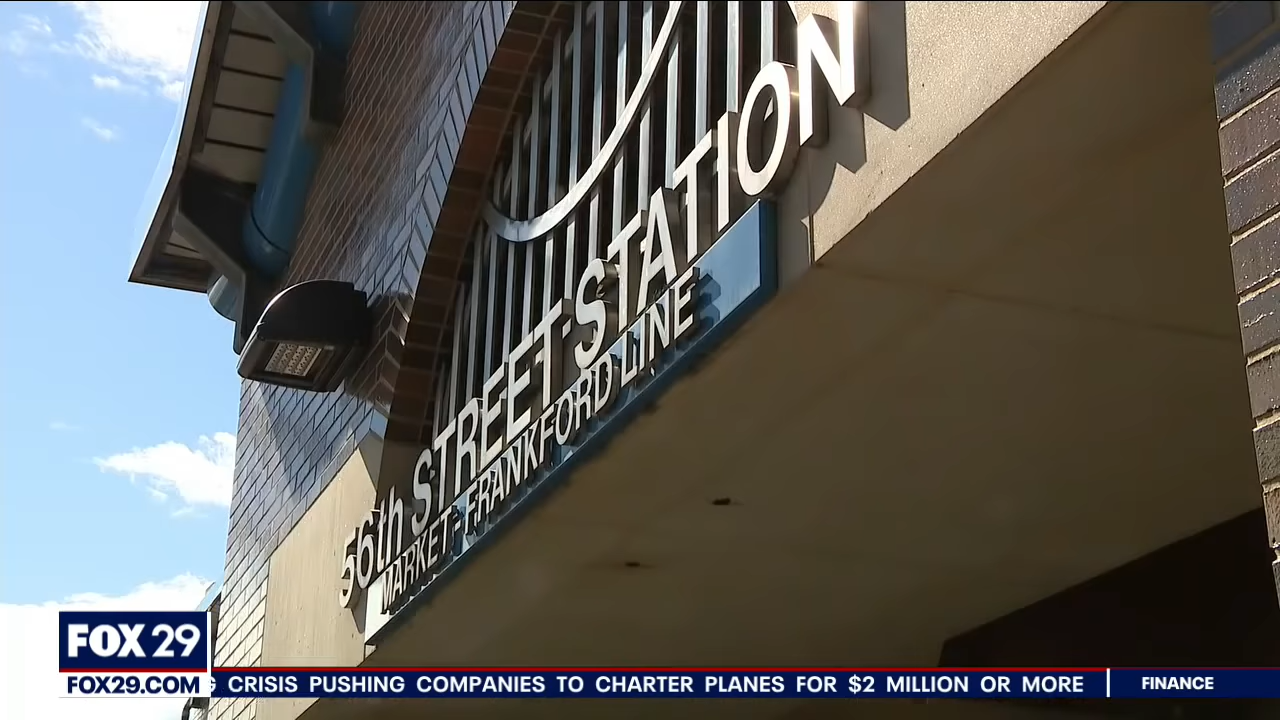 56th STREET STATION
MARKET - FRANKFORD LINE
FOX 29
FOX29.COM
CRISIS PUSHING COMPANIES TO CHARTER PLANES FOR $2 MILLION OR MORE
FINANCE